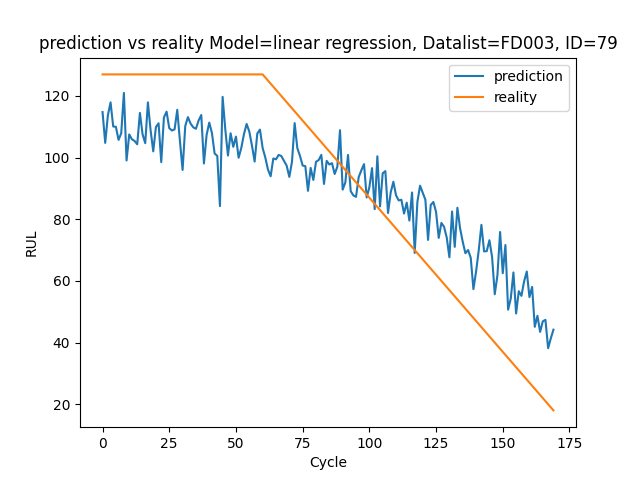 prediction vs reality Model=linear regression, Datalist=FD003, ID=79
prediction
reality
RUL
120
100
80
60
40
20
0
25
50
75
100
125
150
175
Cycle